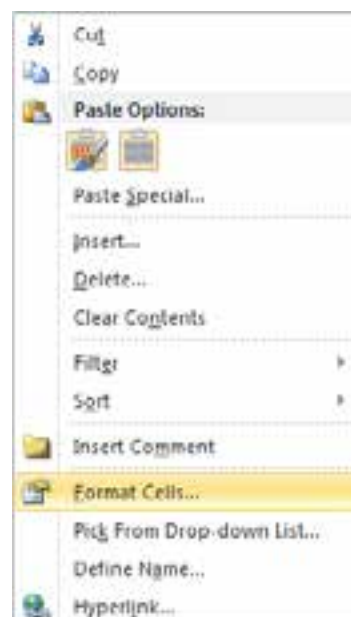 Cut
Copy
Paste Options:
Paste Special...
Insert...
Delete...
Clear Contents
Filter
Sort
Insert Comment
Format Cells...
Pick From Drop-down List...
Define Name...
Hyperlink...